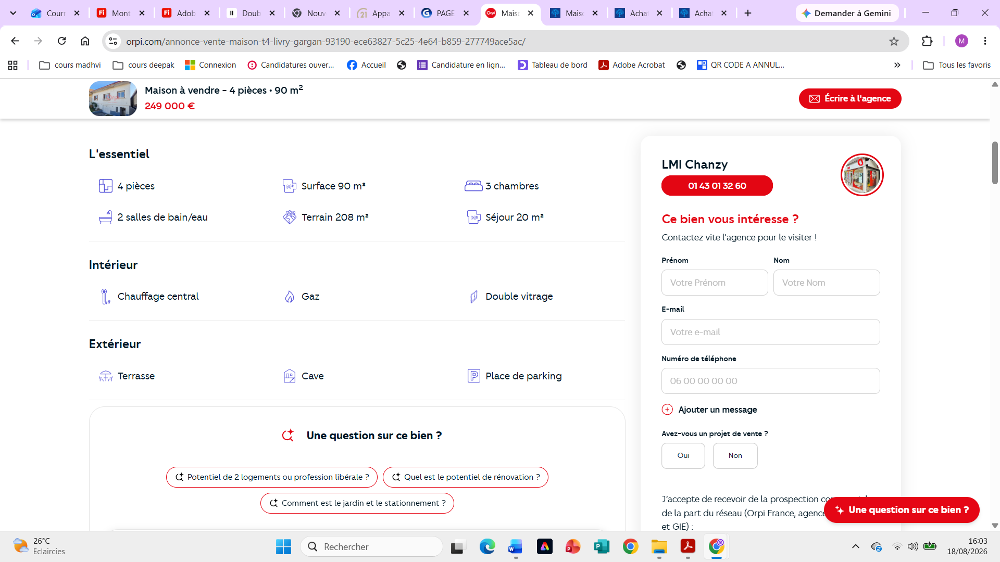 Courr
Mont
Adob
Doub
Nouv
Appa
PAGE
Orpi
Maiso
Maiso
Achat
Achat
Demander à Gemini
orpi.com/annonce-vente-maison-t4-livry-gargan-93190-ece63827-5c25-4e64-b859-277749ace5ac/
M
cours madhvi
cours deepak
Connexion
Candidatures ouver...
Accueil
Candidature en lign...
Tableau de bord
Adobe Acrobat
QR CODE A ANNUL...
Tous les favoris
Maison à vendre - 4 pièces • 90 m²
249 000 €
Écrire à l'agence
L'essentiel
4 pièces
Surface 90 m²
3 chambres
2 salles de bain/eau
Terrain 208 m²
Séjour 20 m²
Intérieur
Chauffage central
Gaz
Double vitrage
Extérieur
Terrasse
Cave
Place de parking
Une question sur ce bien ?
Potentiel de 2 logements ou profession libérale ?
Quel est le potentiel de rénovation ?
Comment est le jardin et le stationnement ?
LMI Chanzy
01 43 01 32 60
Ce bien vous intéresse ?
Contactez vite l'agence pour le visiter !
Prénom
Nom
Votre Prénom
Votre Nom
E-mail
Votre e-mail
Numéro de téléphone
06 00 00 00 00
Ajouter un message
Avez-vous un projet de vente ?
Oui
Non
J'accepte de recevoir de la prospection
de la part du réseau (Orpi France,
et GIE) :
Une question sur ce bien ?
26°C
Eclaircies
Rechercher
16:03
18/08/2026